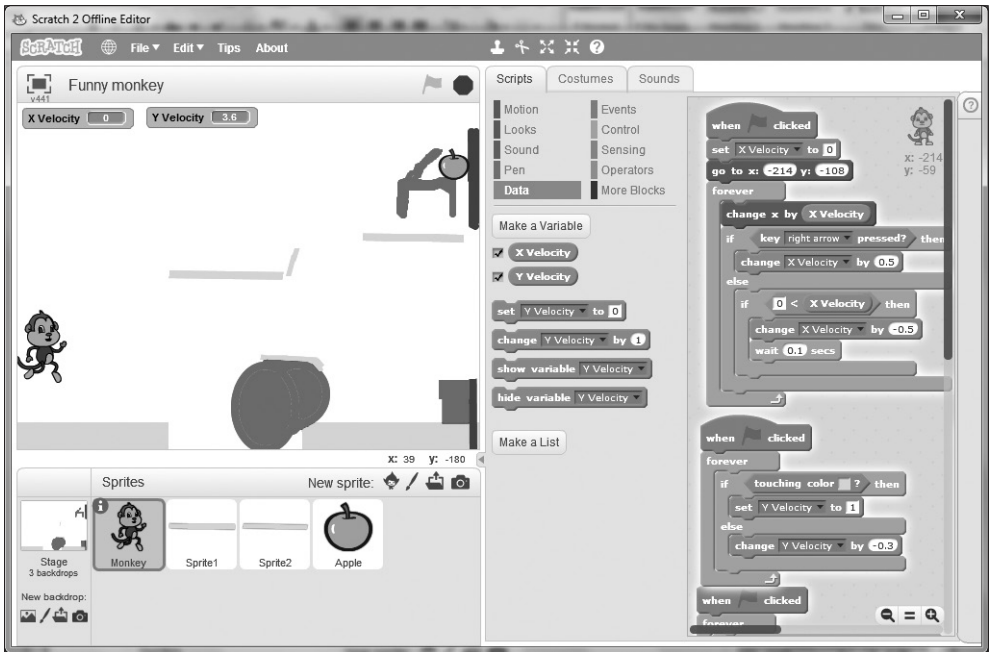 Scratch 2 Offline Editor
SCRATCH File Edit Tips About
v441 Funny monkey
X Velocity 0 Y Velocity 3.6
X: 39 Y: -180
Sprites New sprite:
Stage
3 backdrops
New backdrop:
Monkey Sprite1 Sprite2 Apple
Scripts Costumes Sounds
Motion Events
Looks Control
Sound Sensing
Pen Operators
Data More Blocks
Make a Variable
X Velocity
Y Velocity
set Y Velocity to 0
change Y Velocity by 1
show variable Y Velocity
hide variable Y Velocity
Make a List
x: -214
y: -59
when clicked
set X Velocity to 0
go to x: -214 y: -108
forever
change x by X Velocity
if key right arrow pressed? then
change X Velocity by 0.5
else
if 0 < X Velocity then
change X Velocity by -0.5
wait 0.1 secs
when clicked
forever
if touching color ? then
set Y Velocity to 1
else
change Y Velocity by -0.3
when clicked
forever